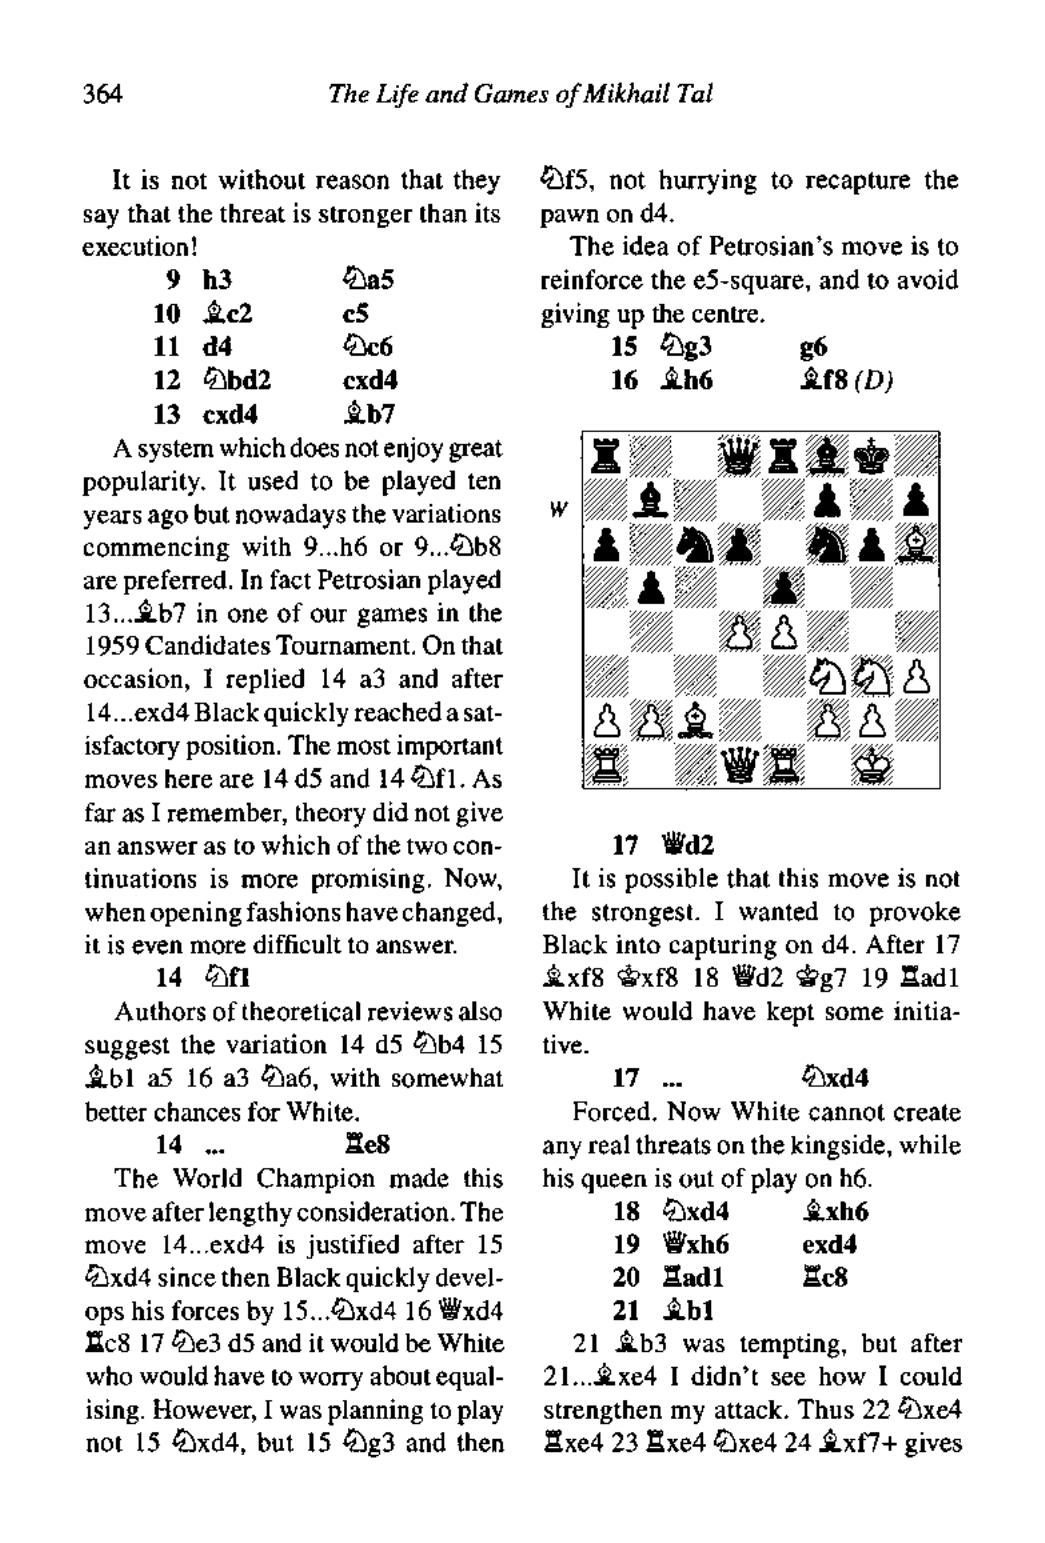 364
The Life and Games of Mikhail Tal
It is not without reason that they
say that the threat is stronger than its
execution!
9 h3 ♘a5
10 ♗c2 c5
11 d4 ♘c6
12 ♘bd2 cxd4
13 cxd4 ♗b7
A system which does not enjoy great
popularity. It used to be played ten
years ago but nowadays the variations
commencing with 9...h6 or 9...♘b8
are preferred. In fact Petrosian played
13...♗b7 in one of our games in the
1959 Candidates Tournament. On that
occasion, I replied 14 a3 and after
14...exd4 Black quickly reached a sat-
isfactory position. The most important
moves here are 14 d5 and 14 ♘f1. As
far as I remember, theory did not give
an answer as to which of the two con-
tinuations is more promising. Now,
when opening fashions have changed,
it is even more difficult to answer.
14 ♘f1
Authors of theoretical reviews also
suggest the variation 14 d5 ♘b4 15
♗b1 a5 16 a3 ♘a6, with somewhat
better chances for White.
14 ... ♖e8
The World Champion made this
move after lengthy consideration. The
move 14...exd4 is justified after 15
♘xd4 since then Black quickly devel-
ops his forces by 15...♘xd4 16 ♕xd4
♖c8 17 ♘e3 d5 and it would be White
who would have to worry about equal-
ising. However, I was planning to play
not 15 ♘xd4, but 15 ♘g3 and then
♘f5, not hurrying to recapture the
pawn on d4.
The idea of Petrosian's move is to
reinforce the e5-square, and to avoid
giving up the centre.
15 ♘g3 g6
16 ♗h6 ♗f8 (D)
W
17 ♕d2
It is possible that this move is not
the strongest. I wanted to provoke
Black into capturing on d4. After 17
♗xf8 ♔xf8 18 ♕d2 ♔g7 19 ♖ad1
White would have kept some initia-
tive.
17 ... ♘xd4
Forced. Now White cannot create
any real threats on the kingside, while
his queen is out of play on h6.
18 ♘xd4 ♗xh6
19 ♕xh6 exd4
20 ♖ad1 ♖c8
21 ♗b1
21 ♗b3 was tempting, but after
21...♗xe4 I didn't see how I could
strengthen my attack. Thus 22 ♘xe4
♖xe4 23 ♖xe4 ♘xe4 24 ♗xf7+ gives